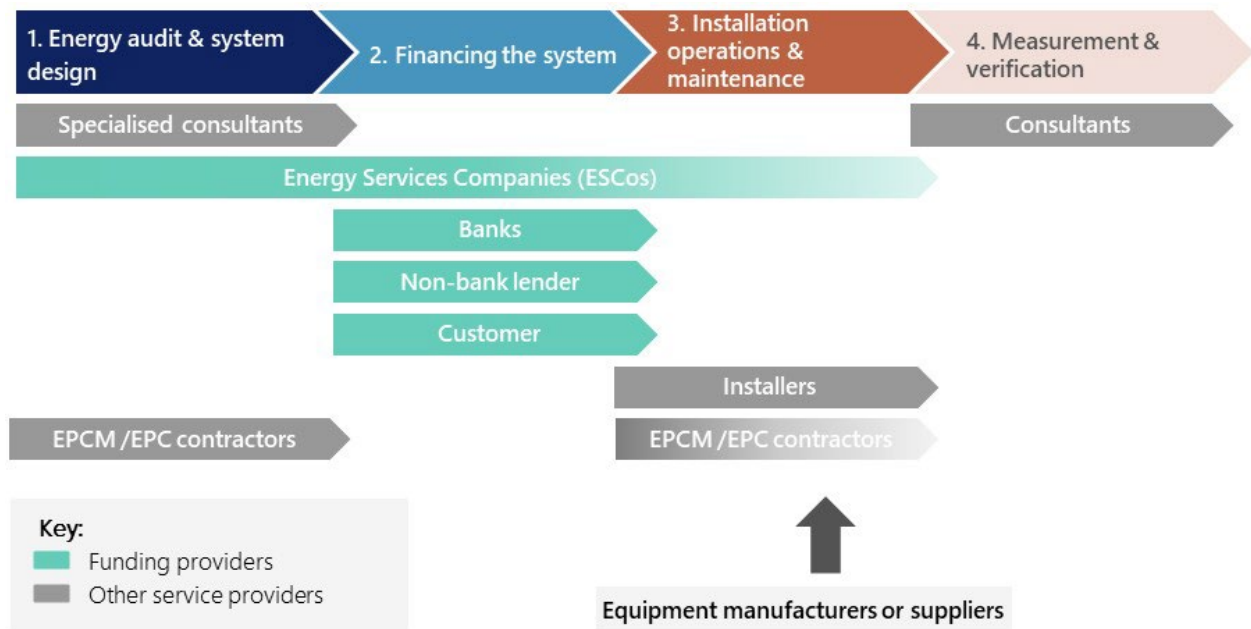 1. Energy audit & system
design
2. Financing the system
3. Installation
operations &
maintenance
4. Measurement &
verification
Specialised consultants
Consultants
Energy Services Companies (ESCos)
Banks
Non-bank lender
Customer
Installers
EPCM /EPC contractors
EPCM /EPC contractors
Key:
Funding providers
Other service providers
Equipment manufacturers or suppliers